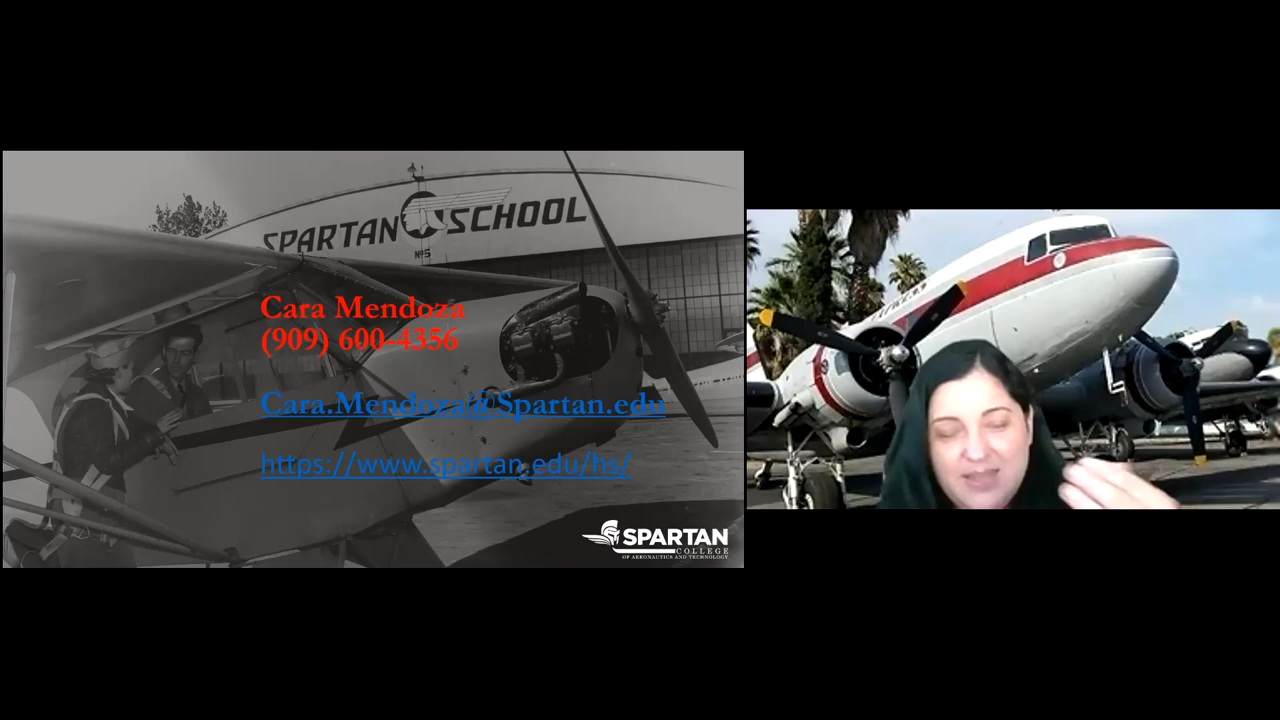 SPARTAN SCHOOL
Nº5
Cara Mendoza
(909) 600-4356
Cara.Mendoza@Spartan.edu
https://www.spartan.edu/hs/
SPARTAN
COLLEGE
OF AERONAUTICS AND TECHNOLOGY